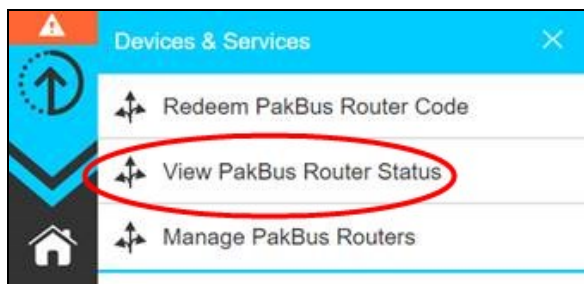 Devices & Services
Redeem PakBus Router Code
View PakBus Router Status
Manage PakBus Routers